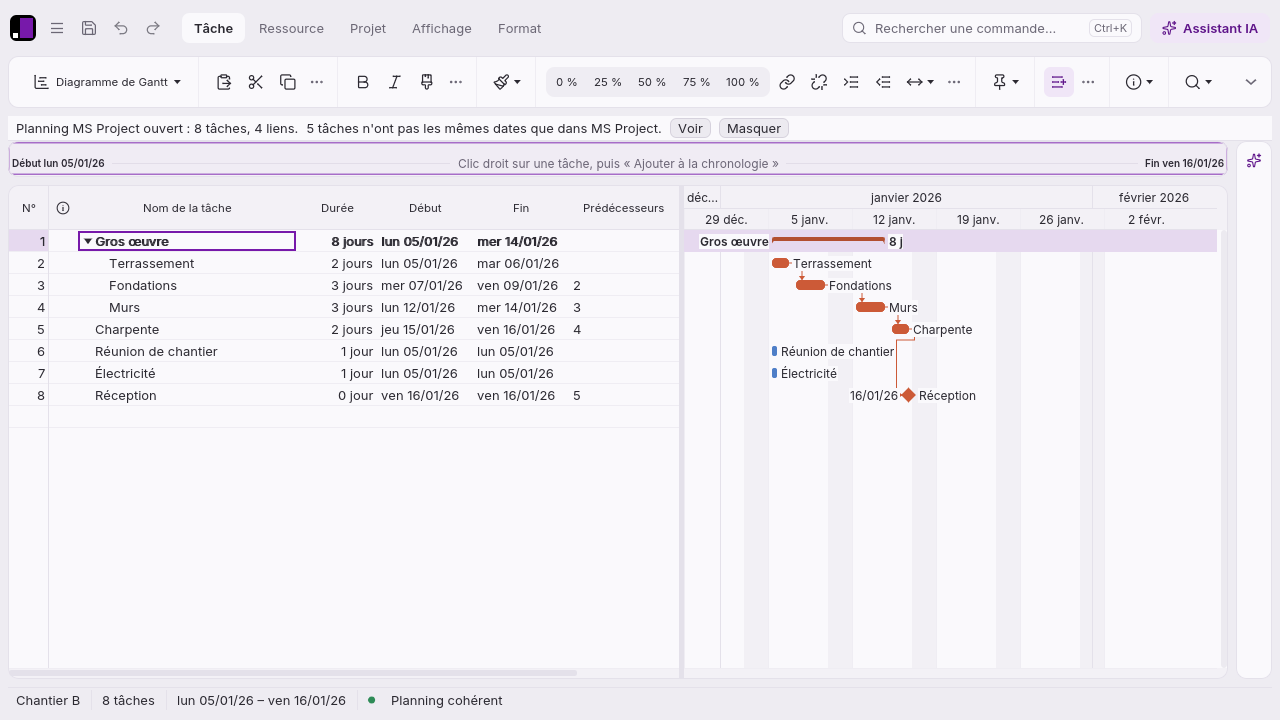 Tâche Ressource Projet Affichage Format Rechercher une commande... Ctrl+K Assistant IA
Diagramme de Gantt 0 % 25 % 50 % 75 % 100 %
Planning MS Project ouvert : 8 tâches, 4 liens. 5 tâches n'ont pas les mêmes dates que dans MS Project. Voir Masquer
Début lun 05/01/26 Clic droit sur une tâche, puis « Ajouter à la chronologie » Fin ven 16/01/26
déc... janvier 2026 février 2026
N° Nom de la tâche Durée Début Fin Prédécesseurs
29 déc. 5 janv. 12 janv. 19 janv. 26 janv. 2 févr.
1 Gros œuvre 8 jours lun 05/01/26 mer 14/01/26 Gros œuvre 8 j
2 Terrassement 2 jours lun 05/01/26 mar 06/01/26 Terrassement
3 Fondations 3 jours mer 07/01/26 ven 09/01/26 2 Fondations
4 Murs 3 jours lun 12/01/26 mer 14/01/26 3 Murs
5 Charpente 2 jours jeu 15/01/26 ven 16/01/26 4 Charpente
6 Réunion de chantier 1 jour lun 05/01/26 lun 05/01/26 Réunion de chantier
7 Électricité 1 jour lun 05/01/26 lun 05/01/26 Électricité
8 Réception 0 jour ven 16/01/26 ven 16/01/26 5 16/01/26 Réception
Chantier B 8 tâches lun 05/01/26 – ven 16/01/26 Planning cohérent